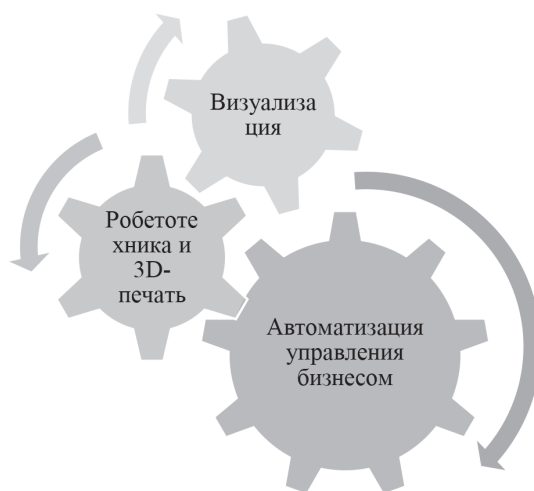 Визуализа
ция
Робетоте
хника и
3D-
печать
Автоматизация
управления
бизнесом